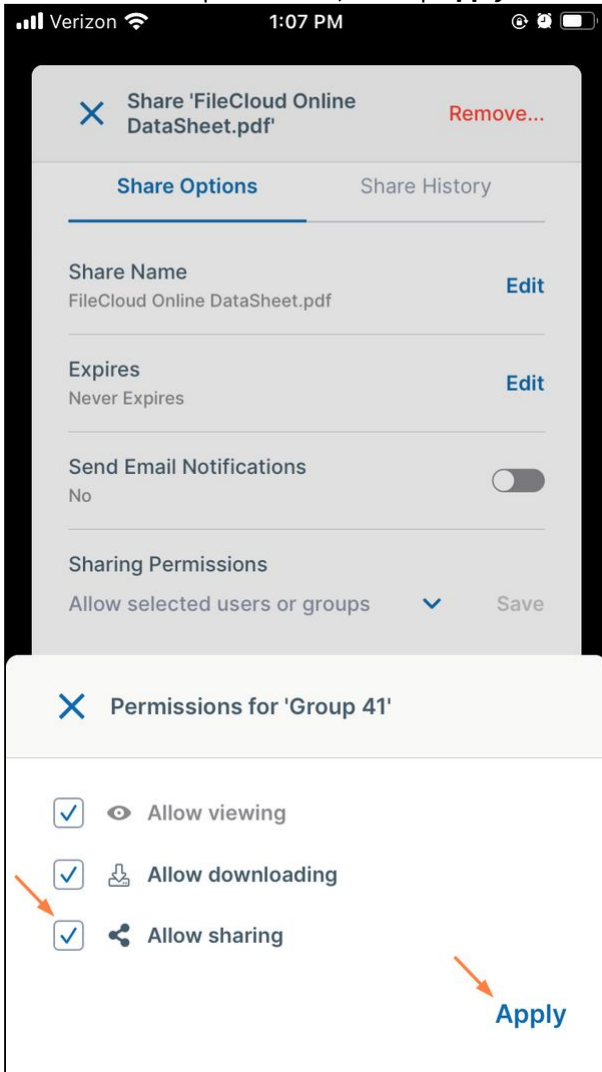 Verizon 1:07 PM
Share 'FileCloud Online
DataSheet.pdf'
Remove...
Share Options Share History
Share Name
FileCloud Online DataSheet.pdf
Edit
Expires
Never Expires
Edit
Send Email Notifications
No
Sharing Permissions
Allow selected users or groups Save
Permissions for 'Group 41'
Allow viewing
Allow downloading
Allow sharing
Apply